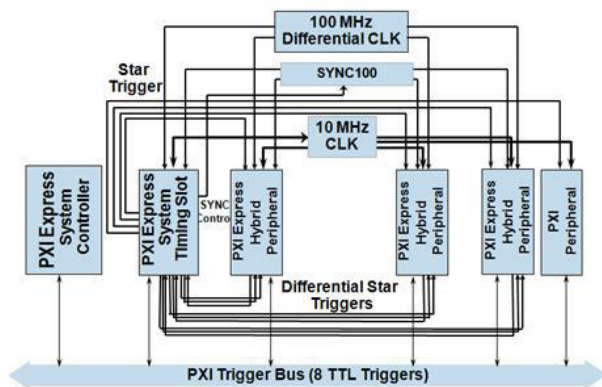 100 MHz
Differential CLK
Star
Trigger
SYNC100
10 MHz
CLK
PXI Express
System
Controller
PXI Express
System
Timing Slot
SYNC
Contro
PXI Express
Hybrid
Peripheral
PXI Express
Hybrid
Peripheral
PXI Express
Hybrid
Peripheral
PXI
Peripheral
Differential Star
Triggers
PXI Trigger Bus (8 TTL Triggers)